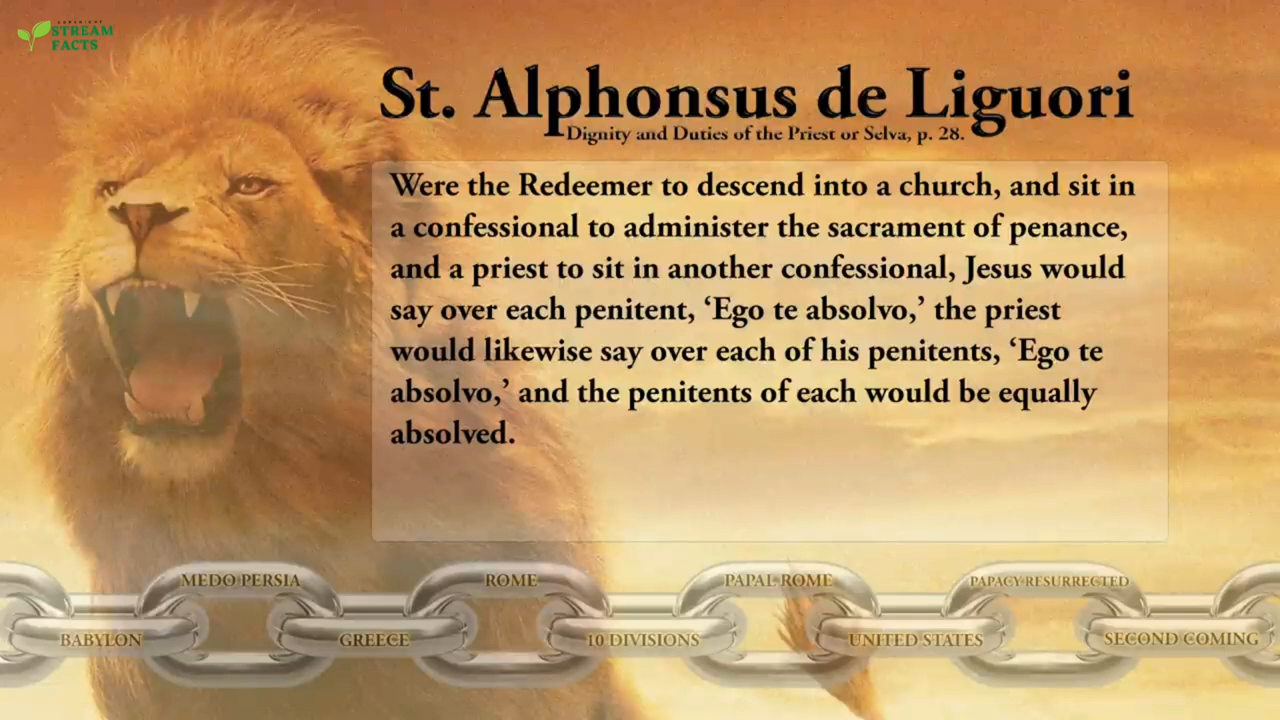 STREAM
FACTS
St. Alphonsus de Liguori
Dignity and Duties of the Priest or Selva, p. 28.
Were the Redeemer to descend into a church, and sit in
a confessional to administer the sacrament of penance,
and a priest to sit in another confessional, Jesus would
say over each penitent, ‘Ego te absolvo,’ the priest
would likewise say over each of his penitents, ‘Ego te
absolvo,’ and the penitents of each would be equally
absolved.
MEDO PERSIA ROME PAPAL ROME PAPACY RESURRECTED
BABYLON GREECE 10 DIVISIONS UNITED STATES SECOND COMING